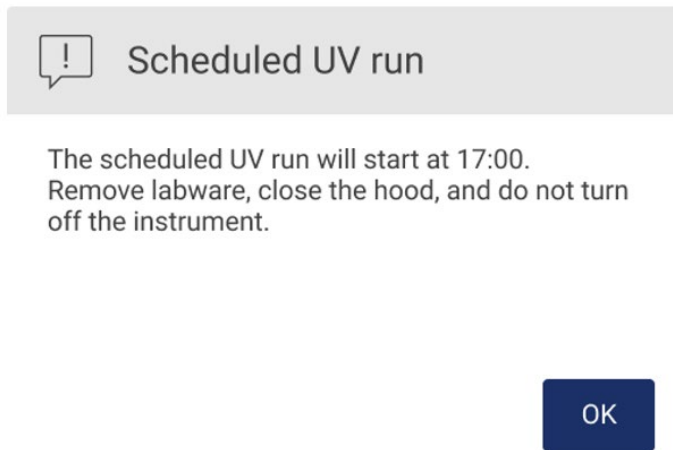 !
Scheduled UV run
The scheduled UV run will start at 17:00.
Remove labware, close the hood, and do not turn
off the instrument.
OK